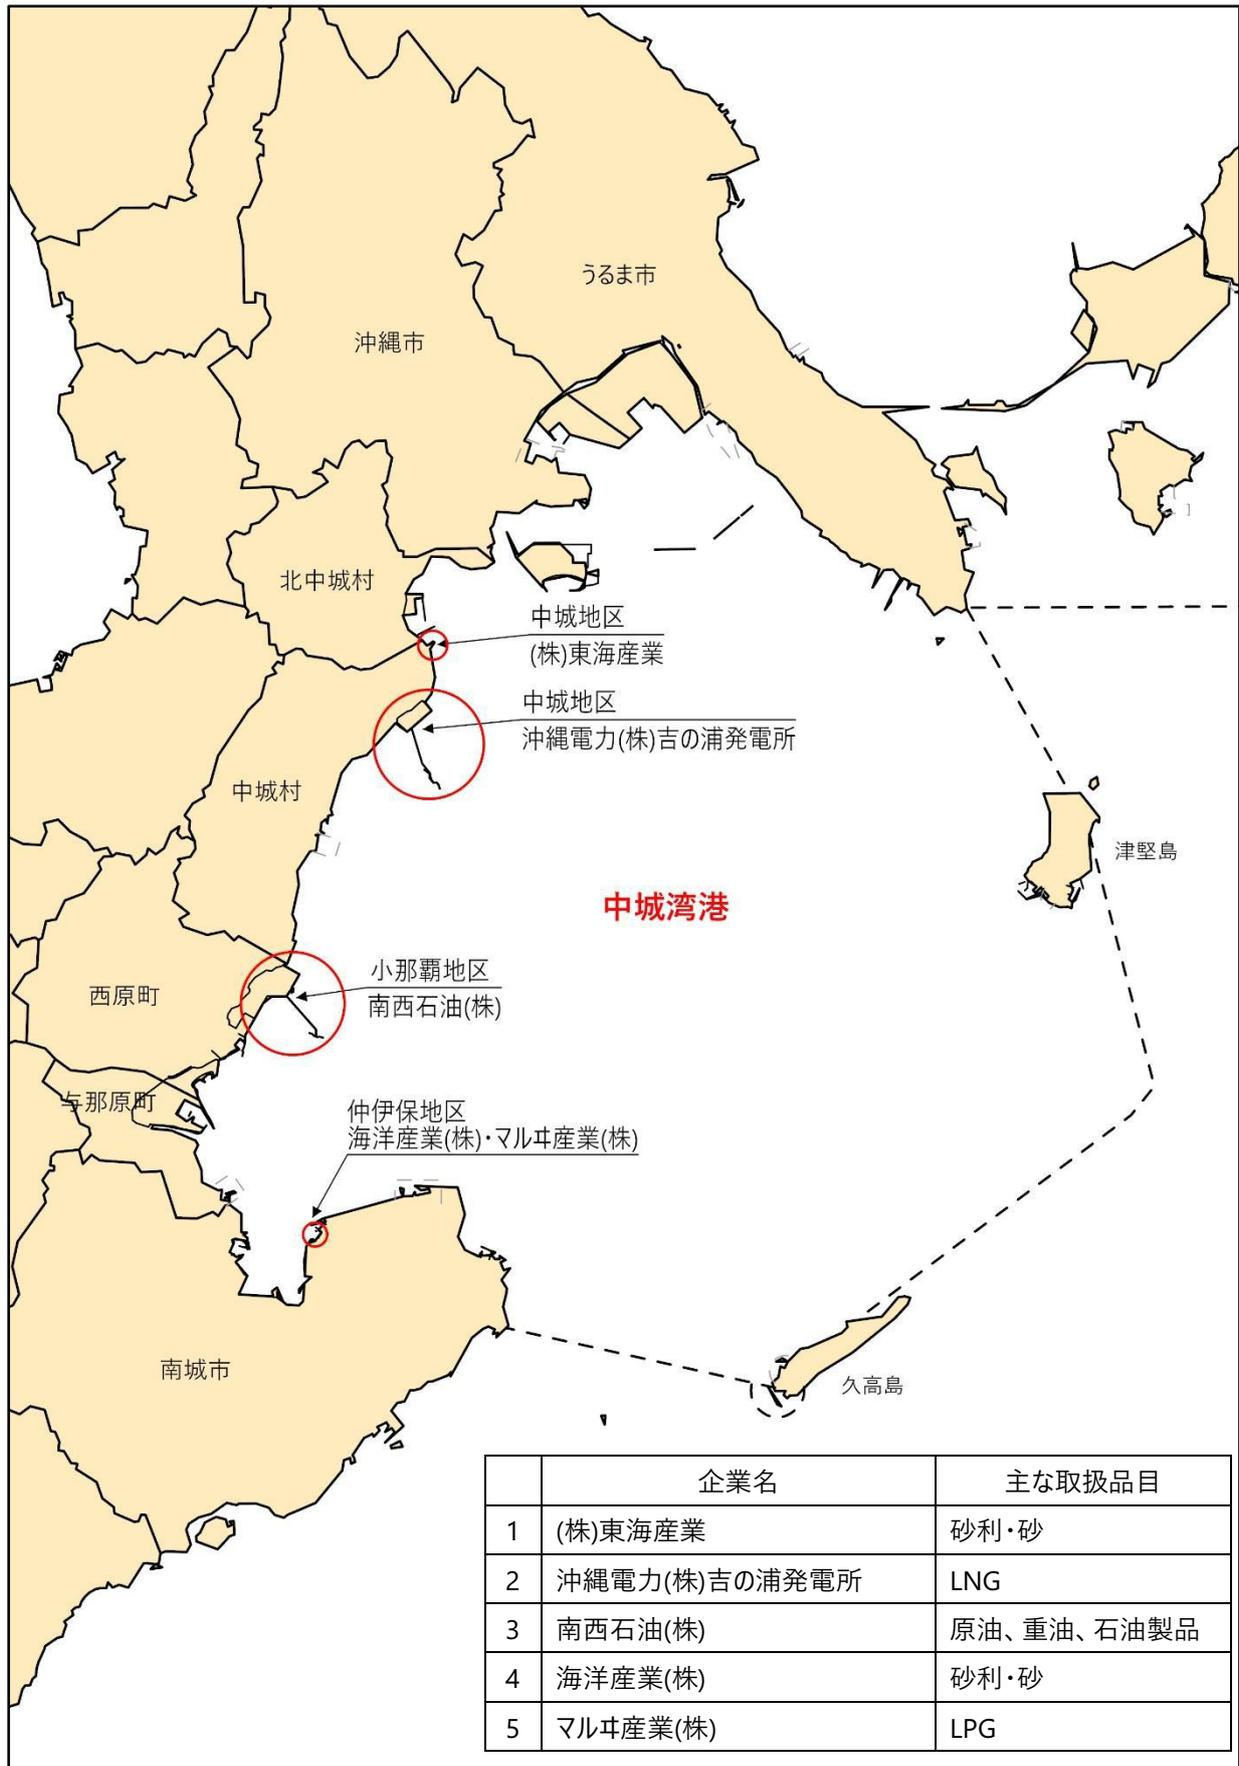 うるま市
沖縄市
北中城村
中城地区
(株)東海産業
中城地区
沖縄電力(株)吉の浦発電所
中城村
津堅島
中城湾港
小那覇地区
南西石油(株)
西原町
与那原町
仲伊保地区
海洋産業(株)・マルヰ産業(株)
南城市
久高島
企業名 主な取扱品目
1 (株)東海産業 砂利・砂
2 沖縄電力(株)吉の浦発電所 LNG
3 南西石油(株) 原油、重油、石油製品
4 海洋産業(株) 砂利・砂
5 マルヰ産業(株) LPG